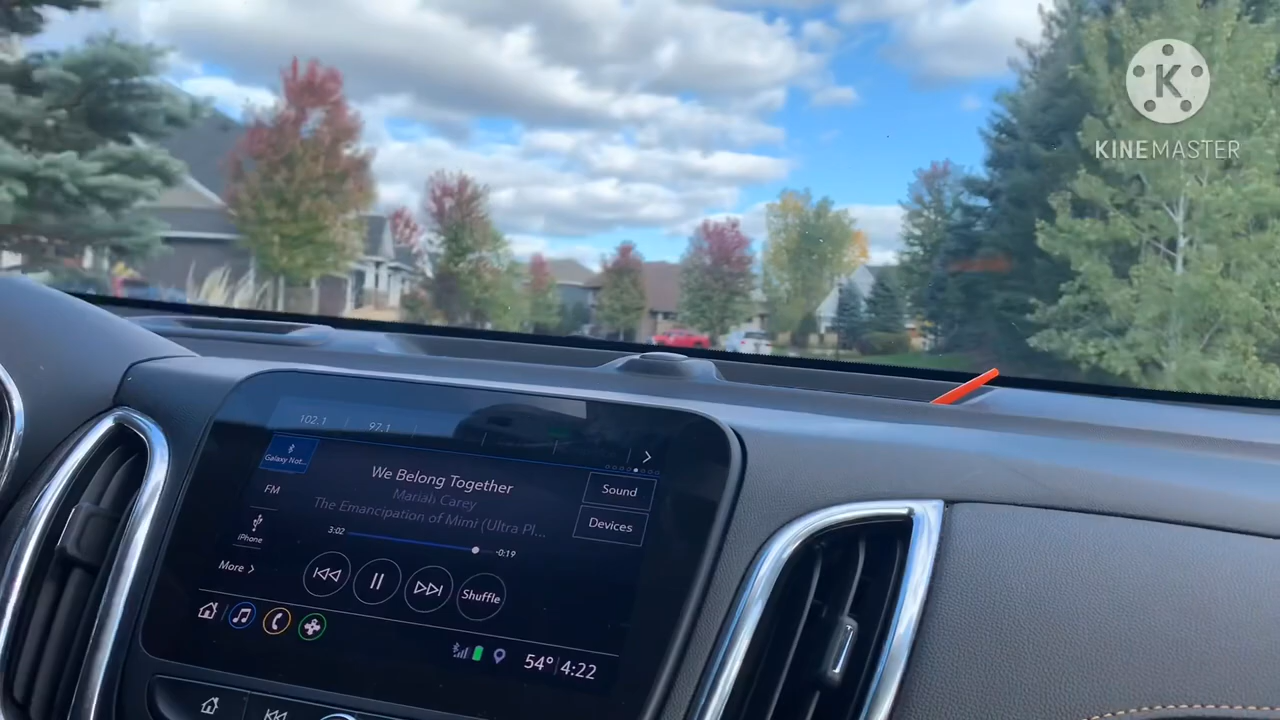 K
KINEMASTER
102.1
97.1
Galaxy Not...
We Belong Together
Mariah Carey
The Emancipation of Mimi (Ultra Pl...
Sound
Devices
FM
iPhone
3:02
-0:19
More >
Shuffle
54° 4:22